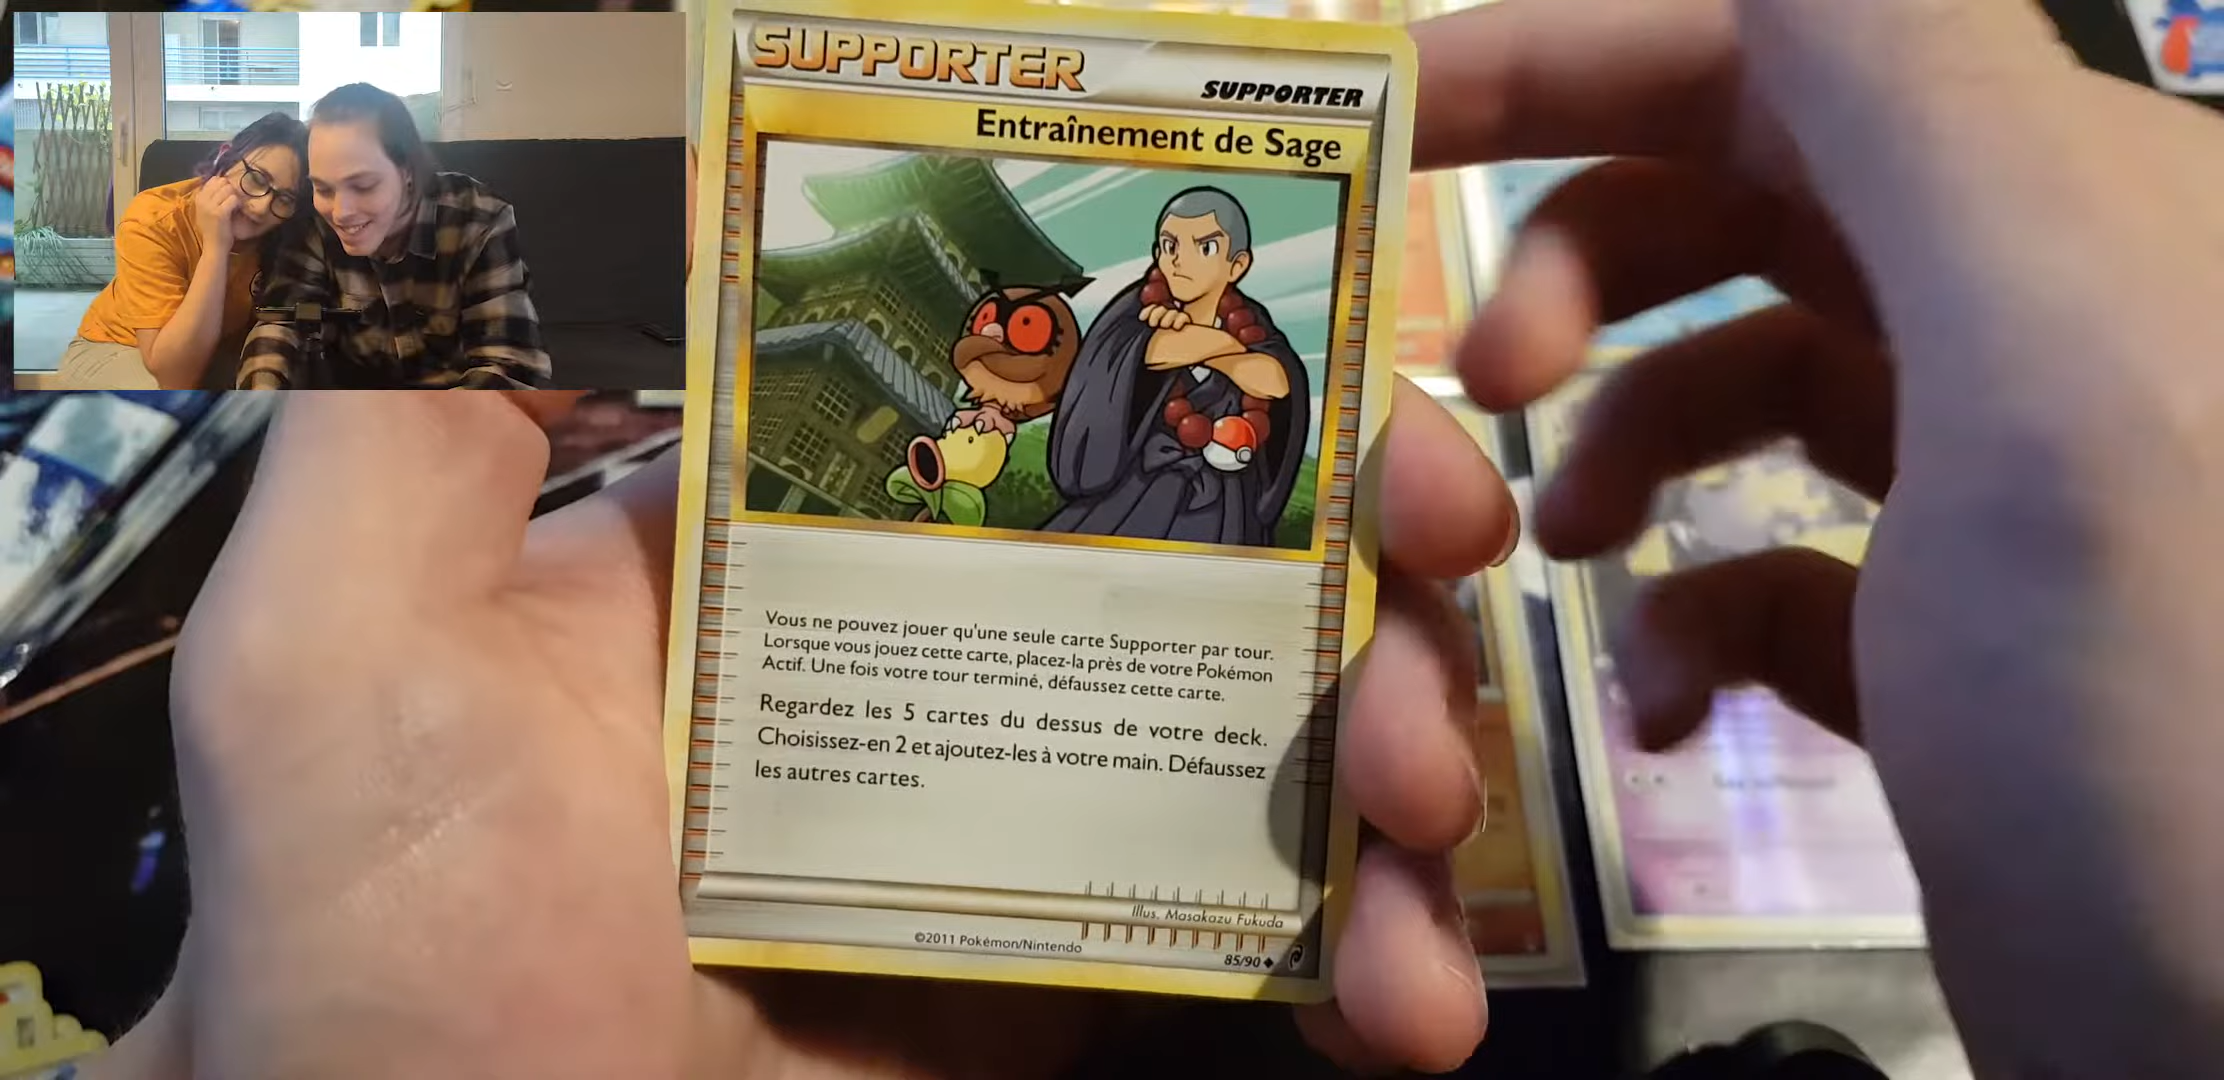 SUPPORTER
SUPPORTER
Entraînement de Sage
Vous ne pouvez jouer qu'une seule carte Supporter par tour.
Lorsque vous jouez cette carte, placez-la près de votre Pokémon
Actif. Une fois votre tour terminé, défaussez cette carte.
Regardez les 5 cartes du dessus de votre deck.
Choisissez-en 2 et ajoutez-les à votre main. Défaussez
les autres cartes.
Illus. Masakazu Fukuda
©2011 Pokémon/Nintendo
85/90